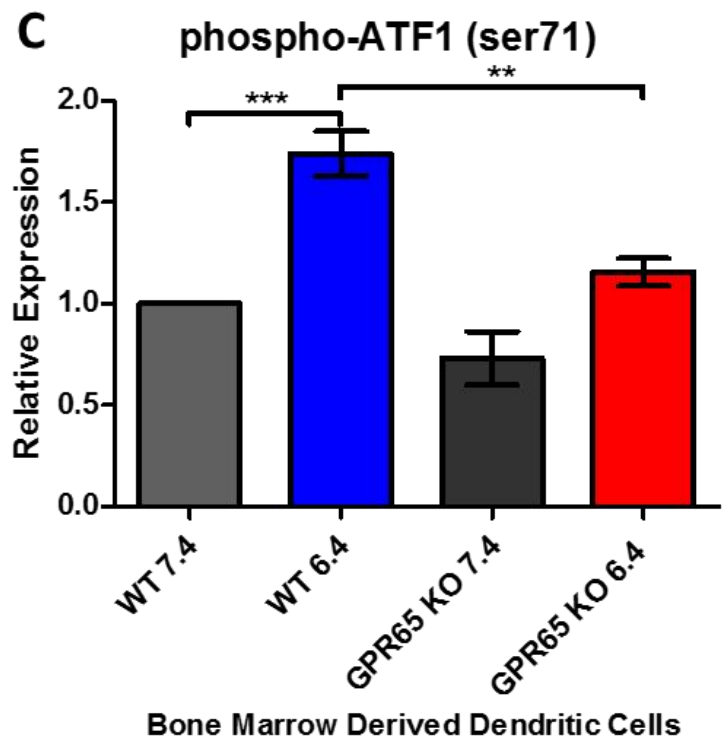 C
phospho-ATF1 (ser71)
***
**
Relative Expression
2.0
1.5
1.0
0.5
0.0
WT 7.4
WT 6.4
GPR65 KO 7.4
GPR65 KO 6.4
Bone Marrow Derived Dendritic Cells